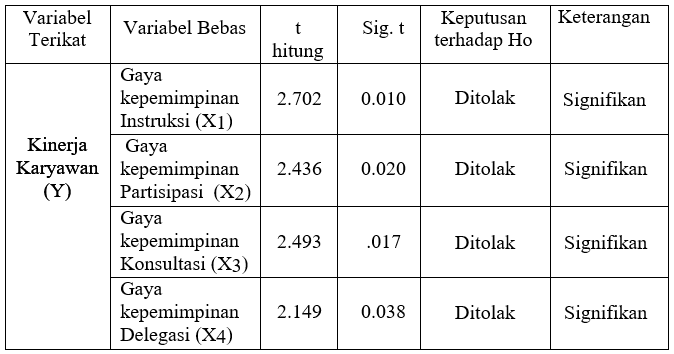 Variabel
Terikat
Variabel Bebas
t
hitung
Sig. t
Keputusan
terhadap Ho
Keterangan
Kinerja
Karyawan
(Y)
Gaya
kepemimpinan
Instruksi (X1)
2.702
0.010
Ditolak
Signifikan
Gaya
kepemimpinan
Partisipasi (X2)
2.436
0.020
Ditolak
Signifikan
Gaya
kepemimpinan
Konsultasi (X3)
2.493
.017
Ditolak
Signifikan
Gaya
kepemimpinan
Delegasi (X4)
2.149
0.038
Ditolak
Signifikan